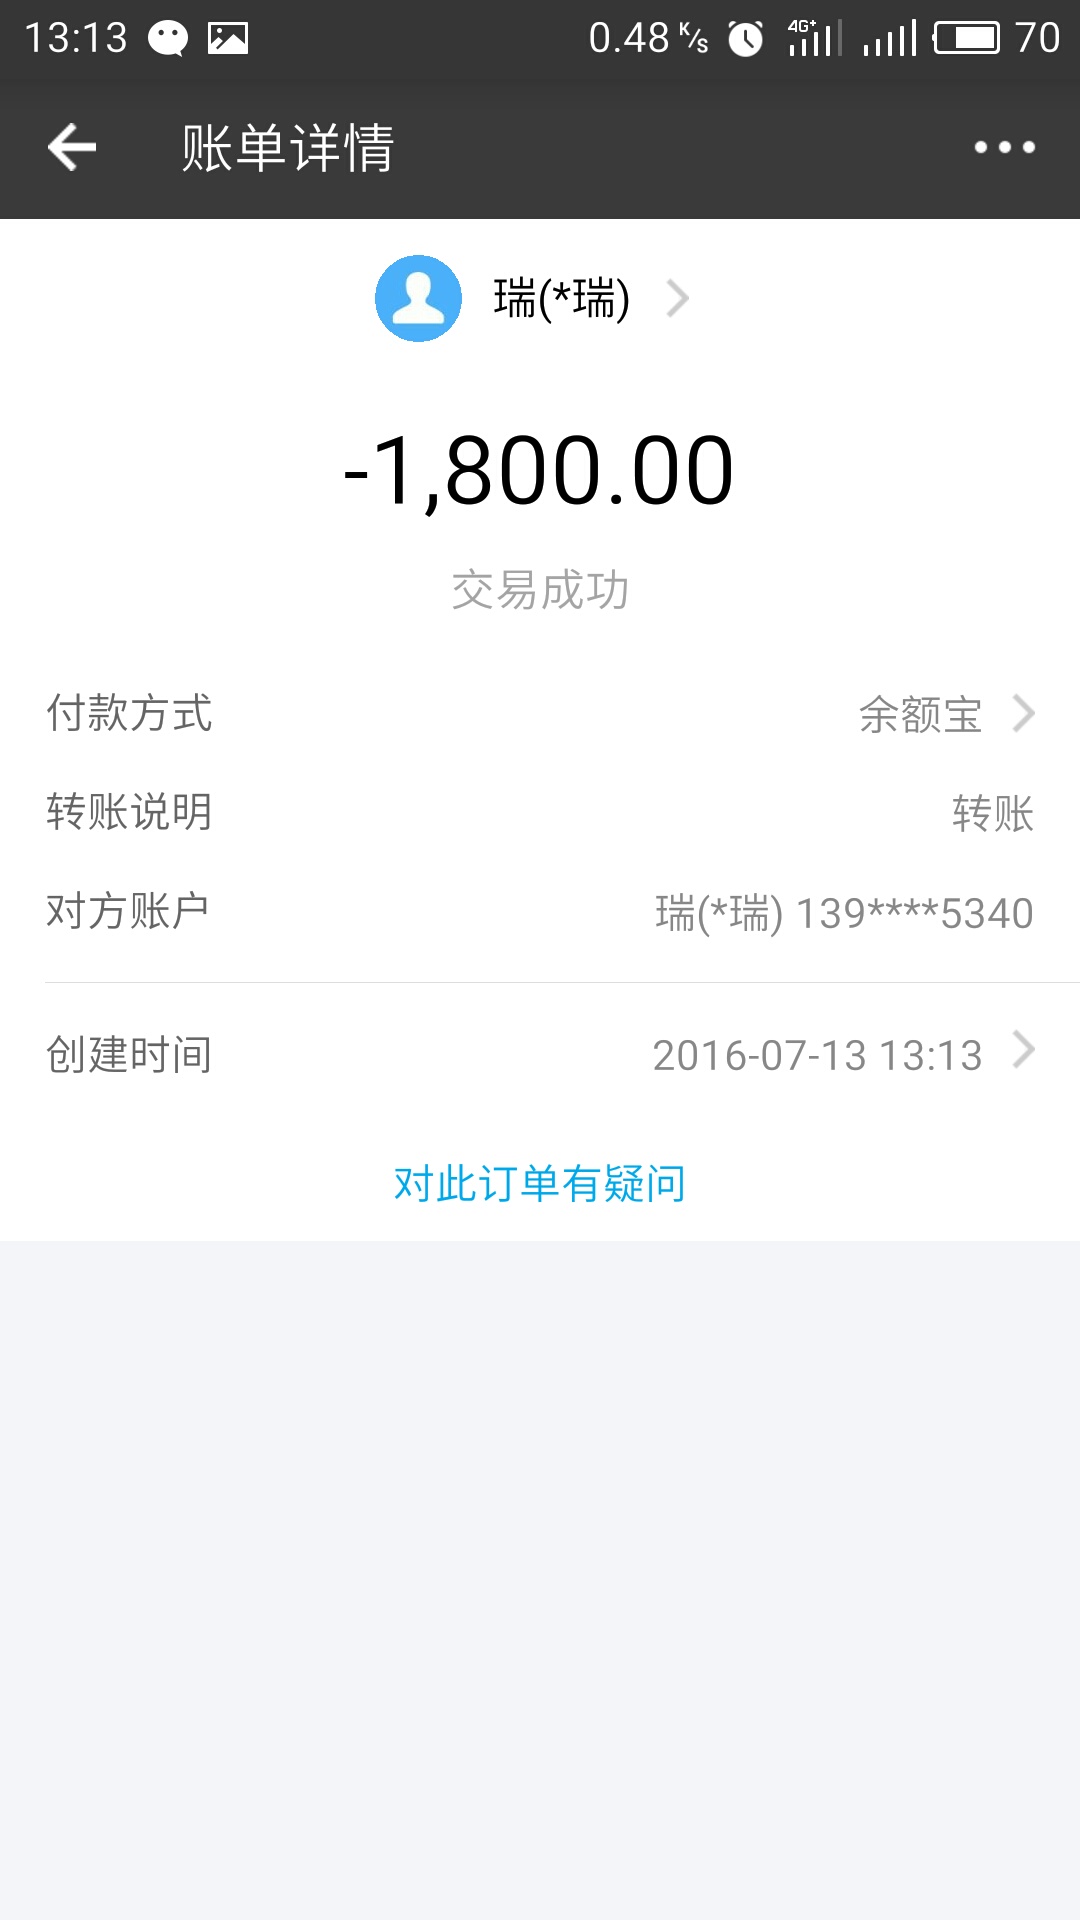 13:13 0.48 K/s 4G+ 70
账单详情
瑞(*瑞)
-1,800.00
交易成功
付款方式 余额宝
转账说明 转账
对方账户 瑞(*瑞) 139****5340
创建时间 2016-07-13 13:13
对此订单有疑问